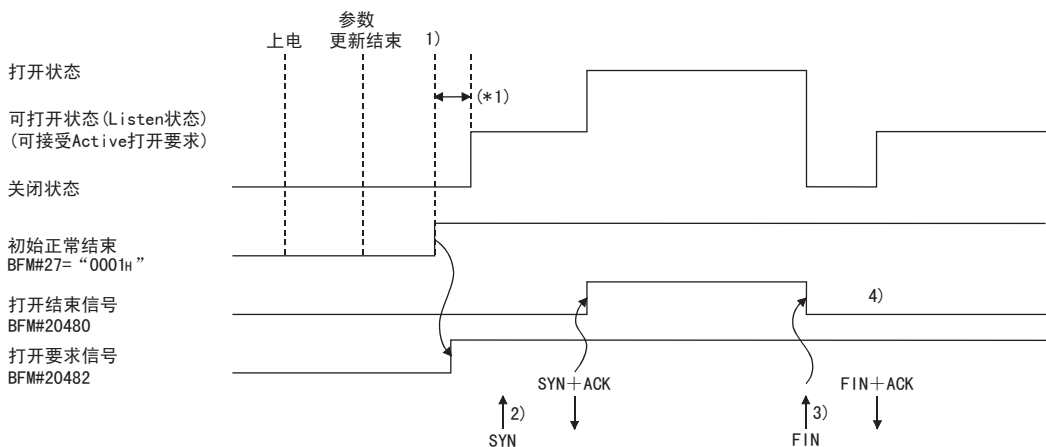 参数
上电 更新结束 1)
打开状态
(*1)
可打开状态(Listen状态)
(可接受Active打开要求)
关闭状态
初始正常结束
BFM#27=“0001H”
打开结束信号
BFM#20480
4)
打开要求信号
BFM#20482
SYN+ACK FIN+ACK
2) 3)
SYN FIN